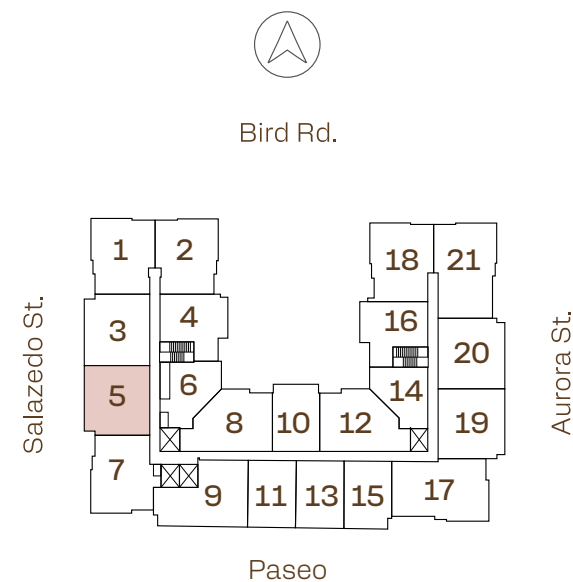 Bird Rd.
1 2 18 21
3 4 16 20
Salazedo St.
Aurora St.
5 6 14 19
8 10 12
7 9 11 13 15 17
Paseo